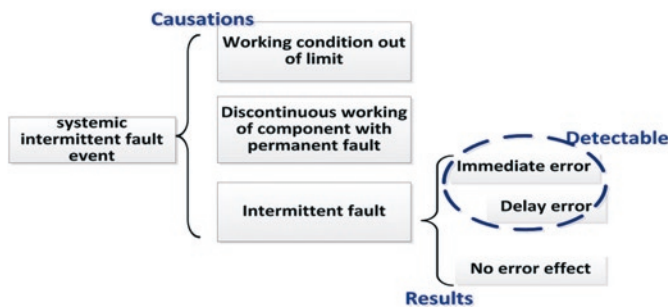 Causations
Working condition out
of limit
systemic
intermittent fault
event
Discontinuous working
of component with
permanent fault
Intermittent fault
Detectable
Immediate error
Delay error
No error effect
Results